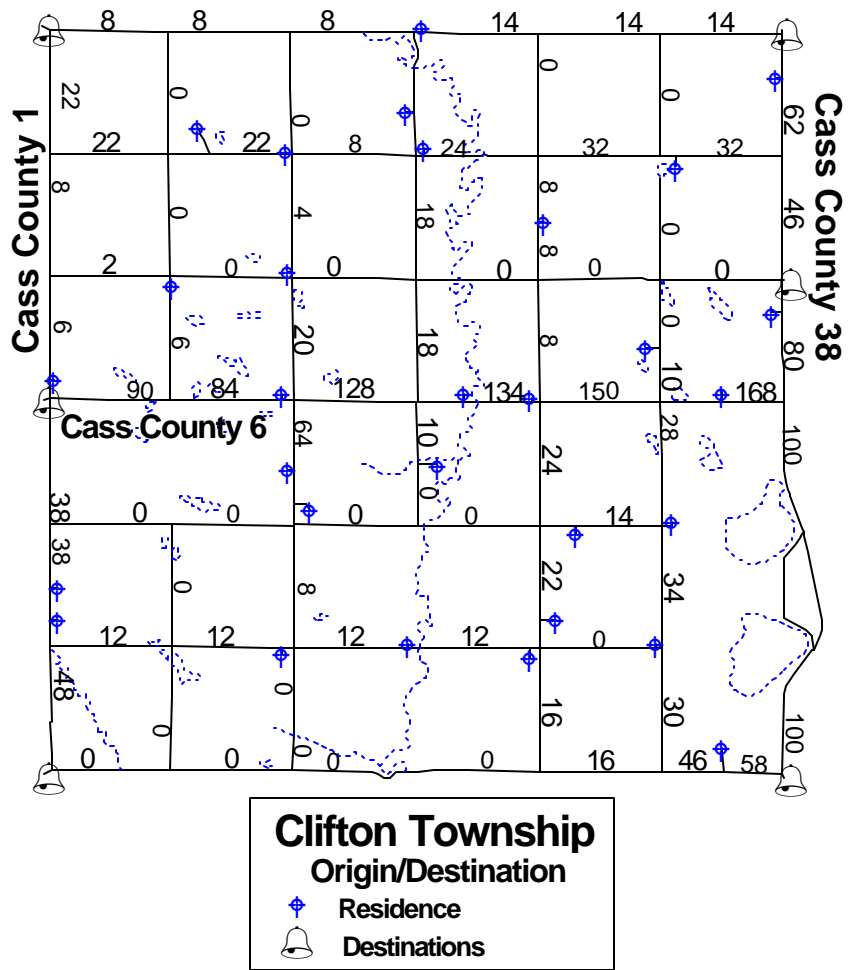 8 8 8 14 14 14
22 0 0 0 0 62
Cass County 1
Cass County 38
22 22 8 24 32 32
8 0 4 18 8 8 0 46
2 0 0 0 0 0
6 6 20 18 8 0 10 80
90 84 128 134 150 168
Cass County 6
64 10 0 24 28 100
38 0 0 0 0 14
38 0 8 22 34
12 12 12 12 0
48 0 0 0 16 30 100
0 0 0 0 16 46 58
Clifton Township
Origin/Destination
Residence
Destinations